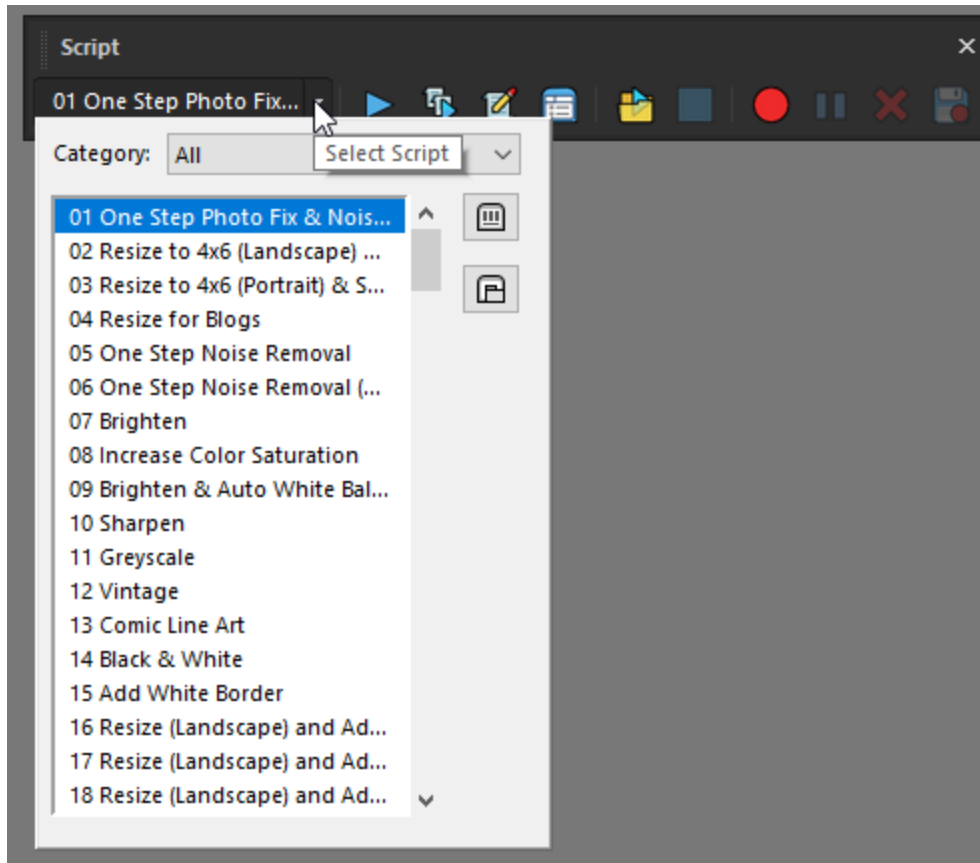 Script
01 One Step Photo Fix...
Category: All
Select Script
01 One Step Photo Fix & Nois...
02 Resize to 4x6 (Landscape) ...
03 Resize to 4x6 (Portrait) & S...
04 Resize for Blogs
05 One Step Noise Removal
06 One Step Noise Removal (...
07 Brighten
08 Increase Color Saturation
09 Brighten & Auto White Bal...
10 Sharpen
11 Greyscale
12 Vintage
13 Comic Line Art
14 Black & White
15 Add White Border
16 Resize (Landscape) and Ad...
17 Resize (Landscape) and Ad...
18 Resize (Landscape) and Ad...